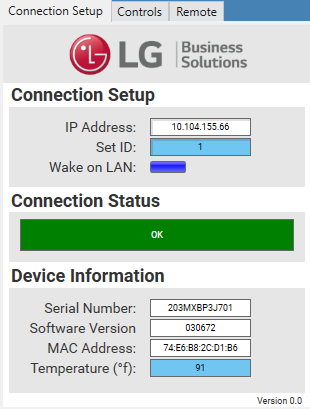 Connection Setup Controls Remote
LG Business
Solutions
Connection Setup
IP Address: 10.104.155.66
Set ID: 1
Wake on LAN:
Connection Status
OK
Device Information
Serial Number: 203MXBP3J701
Software Version 030672
MAC Address: 74:E6:B8:2C:D1:B6
Temperature (°f): 91
Version 0.0